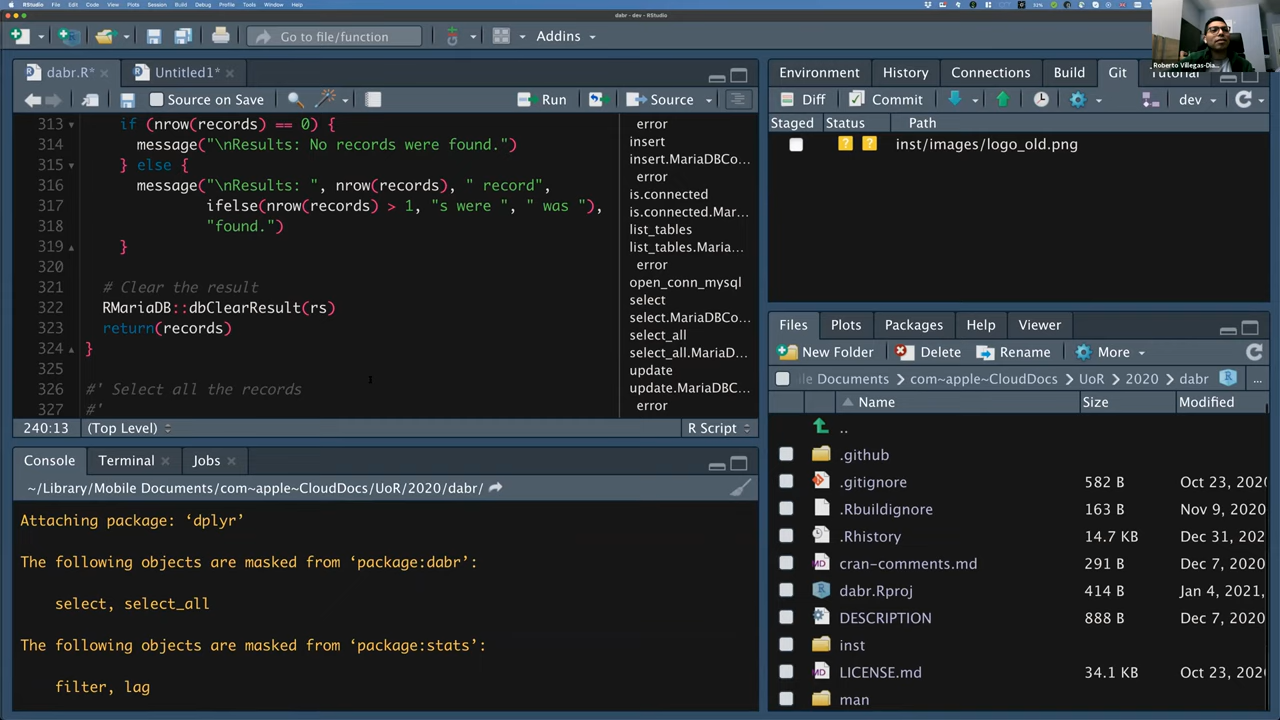 RStudio File Edit Code View Plots Session Build Debug Profile Tools Window Help
dabr - dev - RStudio
Go to file/function
Addins
Roberto Villegas-Dia...
dabr.R*
Untitled1*
Source on Save
Run
Source
313 if (nrow(records) == 0) {
314 message("\nResults: No records were found.")
315 } else {
316 message("\nResults: ", nrow(records), " record",
317 ifelse(nrow(records) > 1, "s were ", " was "),
318 "found.")
319 }
320
321 # Clear the result
322 RMariaDB::dbClearResult(rs)
323 return(records)
324 }
325
326 #' Select all the records
327 #'
error
insert
insert.MariaDBCo...
error
is.connected
is.connected.Mar...
list_tables
list_tables.Maria...
error
open_conn_mysql
select
select.MariaDBCo...
select_all
select_all.MariaD...
update
update.MariaDBC...
error
240:13
(Top Level)
R Script
Console
Terminal
Jobs
~/Library/Mobile Documents/com~apple~CloudDocs/UoR/2020/dabr/
Attaching package: ‘dplyr’
The following objects are masked from ‘package:dabr’:
select, select_all
The following objects are masked from ‘package:stats’:
filter, lag
Environment
History
Connections
Build
Git
Tutorial
Diff
Commit
dev
Staged
Status
Path
inst/images/logo_old.png
Files
Plots
Packages
Help
Viewer
New Folder
Delete
Rename
More
le Documents com~apple~CloudDocs UoR 2020 dabr ...
Name
Size
Modified
..
.github
.gitignore 582 B Oct 23, 2020
.Rbuildignore 163 B Nov 9, 2020
.Rhistory 14.7 KB Dec 31, 202
cran-comments.md 291 B Dec 7, 2020
dabr.Rproj 414 B Jan 4, 2021,
DESCRIPTION 888 B Dec 7, 2020
inst
LICENSE.md 34.1 KB Oct 23, 2020
man